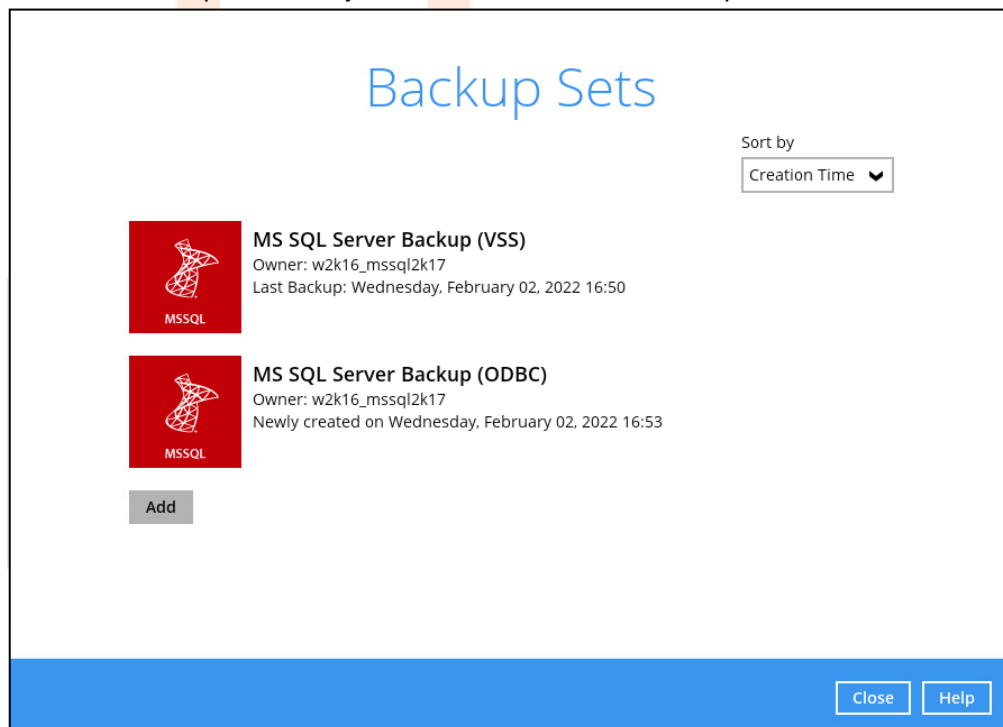 Backup Sets
Sort by
Creation Time
MS SQL Server Backup (VSS)
Owner: w2k16_mssql2k17
Last Backup: Wednesday, February 02, 2022 16:50
MSSQL
MS SQL Server Backup (ODBC)
Owner: w2k16_mssql2k17
Newly created on Wednesday, February 02, 2022 16:53
MSSQL
Add
Close
Help